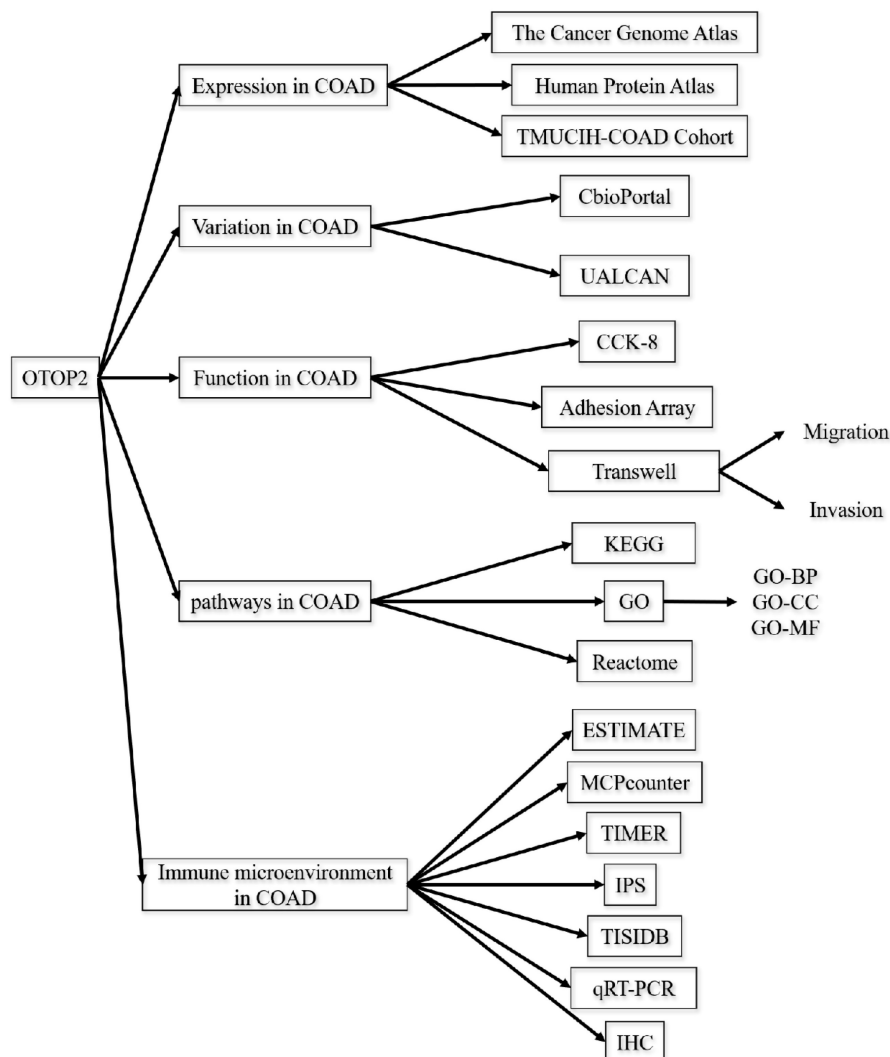 OTOP2
Expression in COAD
The Cancer Genome Atlas
Human Protein Atlas
TMUCIH-COAD Cohort
Variation in COAD
CbioPortal
UALCAN
Function in COAD
CCK-8
Adhesion Array
Transwell
Migration
Invasion
pathways in COAD
KEGG
GO
GO-BP
GO-CC
GO-MF
Reactome
Immune microenvironment
in COAD
ESTIMATE
MCPcounter
TIMER
IPS
TISIDB
qRT-PCR
IHC